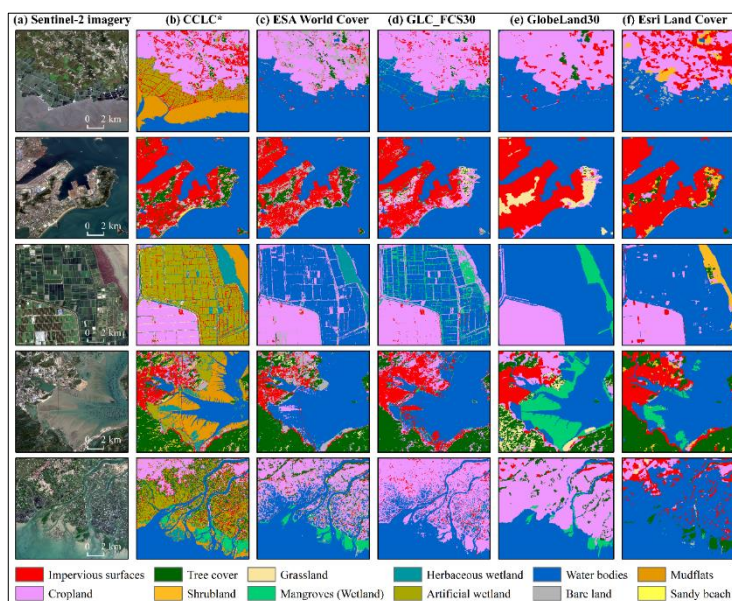 (a) Sentinel-2 imagery (b) CCLC* (c) ESA World Cover (d) GLC_FCS30 (e) GlobeLand30 (f) Esri Land Cover
0 2 km
0 2 km
0 2 km
0 2 km
0 2 km
Impervious surfaces Tree cover Grassland Herbaceous wetland Water bodies Mudflats
Cropland Shrubland Mangroves (Wetland) Artificial wetland Bare land Sandy beach